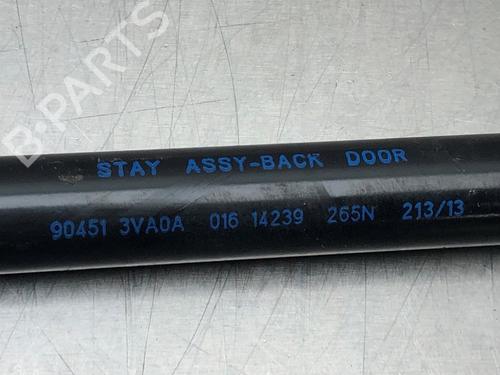 B-PARTS
STAY ASSY-BACK DOOR
90451 3VA0A 016 14239 265N 213/13